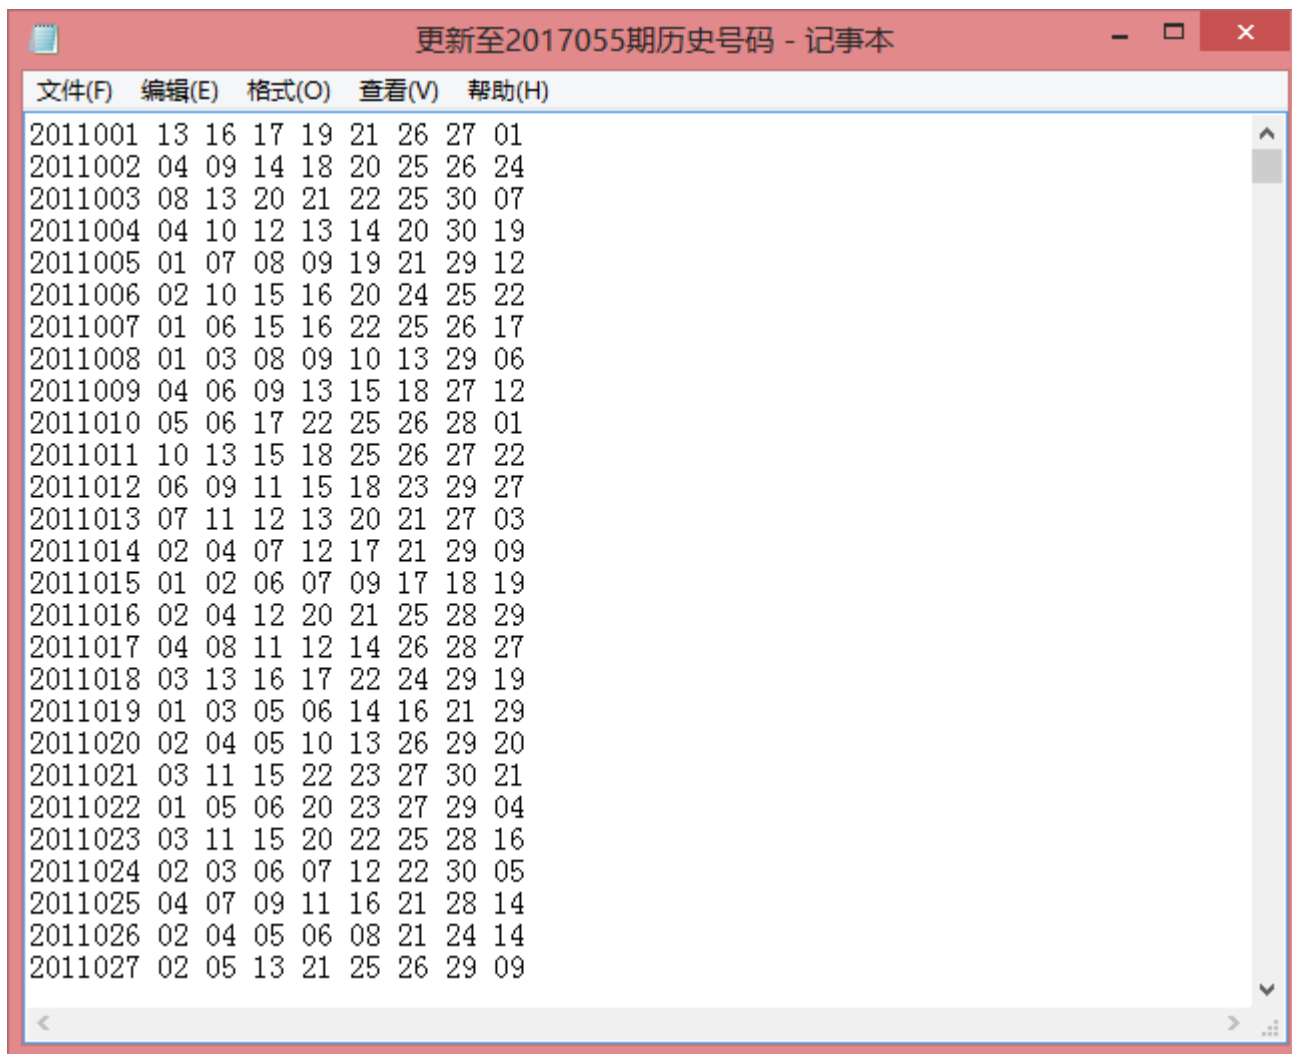 更新至2017055期历史号码 - 记事本
文件(F) 编辑(E) 格式(O) 查看(V) 帮助(H)
2011001 13 16 17 19 21 26 27 01
2011002 04 09 14 18 20 25 26 24
2011003 08 13 20 21 22 25 30 07
2011004 04 10 12 13 14 20 30 19
2011005 01 07 08 09 19 21 29 12
2011006 02 10 15 16 20 24 25 22
2011007 01 06 15 16 22 25 26 17
2011008 01 03 08 09 10 13 29 06
2011009 04 06 09 13 15 18 27 12
2011010 05 06 17 22 25 26 28 01
2011011 10 13 15 18 25 26 27 22
2011012 06 09 11 15 18 23 29 27
2011013 07 11 12 13 20 21 27 03
2011014 02 04 07 12 17 21 29 09
2011015 01 02 06 07 09 17 18 19
2011016 02 04 12 20 21 25 28 29
2011017 04 08 11 12 14 26 28 27
2011018 03 13 16 17 22 24 29 19
2011019 01 03 05 06 14 16 21 29
2011020 02 04 05 10 13 26 29 20
2011021 03 11 15 22 23 27 30 21
2011022 01 05 06 20 23 27 29 04
2011023 03 11 15 20 22 25 28 16
2011024 02 03 06 07 12 22 30 05
2011025 04 07 09 11 16 21 28 14
2011026 02 04 05 06 08 21 24 14
2011027 02 05 13 21 25 26 29 09